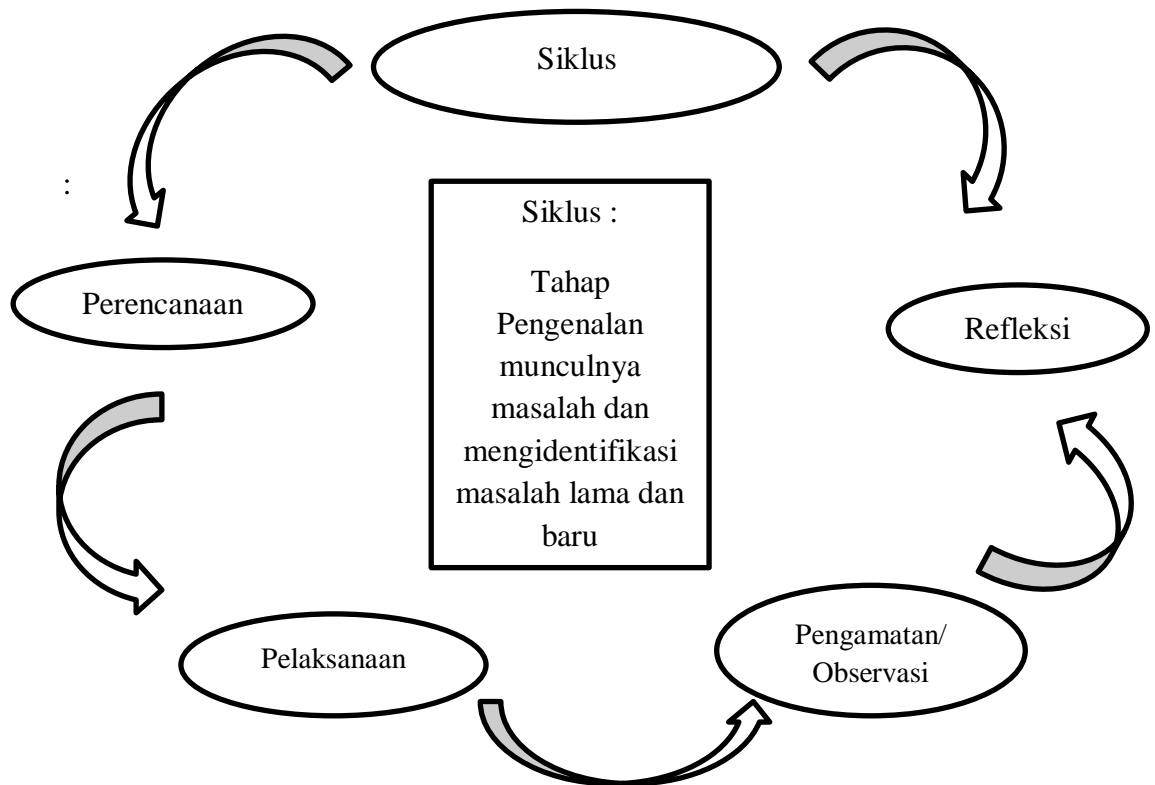 Siklus
:
Siklus :
Tahap
Pengenalan
munculnya
masalah dan
mengidentifikasi
masalah lama dan
baru
Perencanaan
Refleksi
Pelaksanaan
Pengamatan/
Observasi